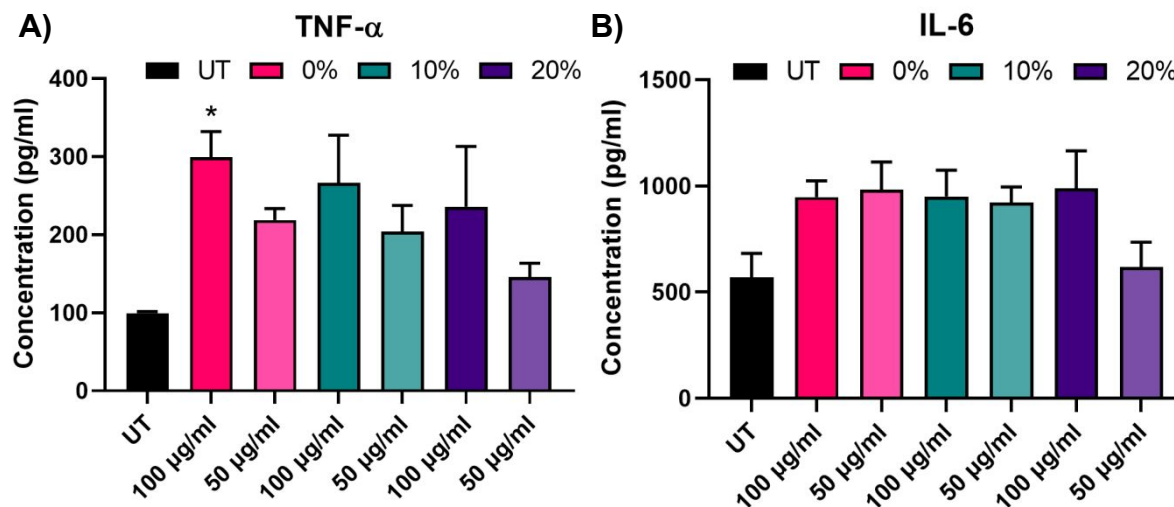 A)
TNF-α
UT 0% 10% 20%
Concentration (pg/ml)
400
300
200
100
0
*
UT
100 µg/ml
50 µg/ml
100 µg/ml
50 µg/ml
100 µg/ml
50 µg/ml
B)
IL-6
UT 0% 10% 20%
Concentration (pg/ml)
1500
1000
500
0
UT
100 µg/ml
50 µg/ml
100 µg/ml
50 µg/ml
100 µg/ml
50 µg/ml